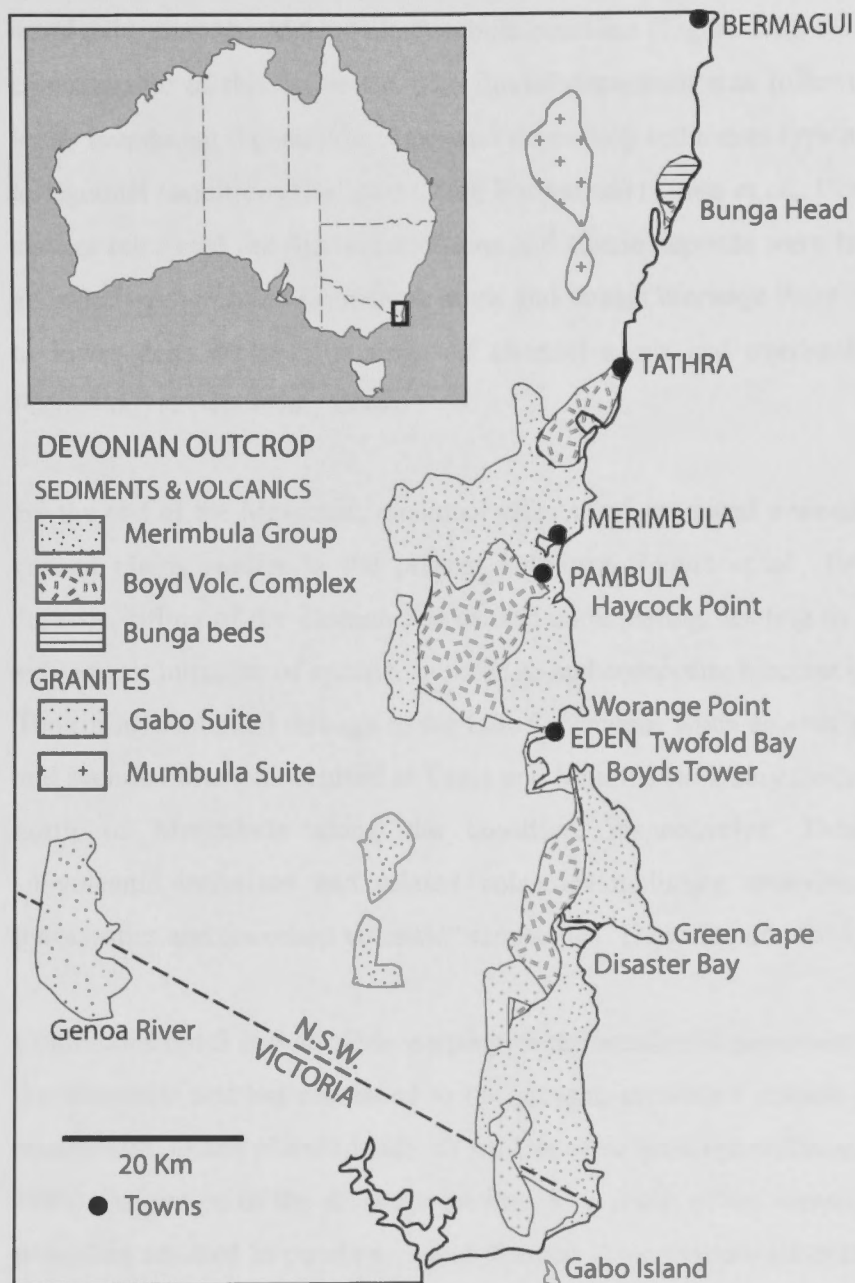 BERMAGUI
Bunga Head
TATHRA
DEVONIAN OUTCROP
SEDIMENTS & VOLCANICS
Merimbula Group
Boyd Volc. Complex
Bunga beds
GRANITES
Gabo Suite
Mumbulla Suite
MERIMBULA
PAMBULA
Haycock Point
Worange Point
EDEN Twofold Bay
Boyds Tower
Green Cape
Disaster Bay
Genoa River
N.S.W.
VICTORIA
20 Km
Towns
Gabo Island